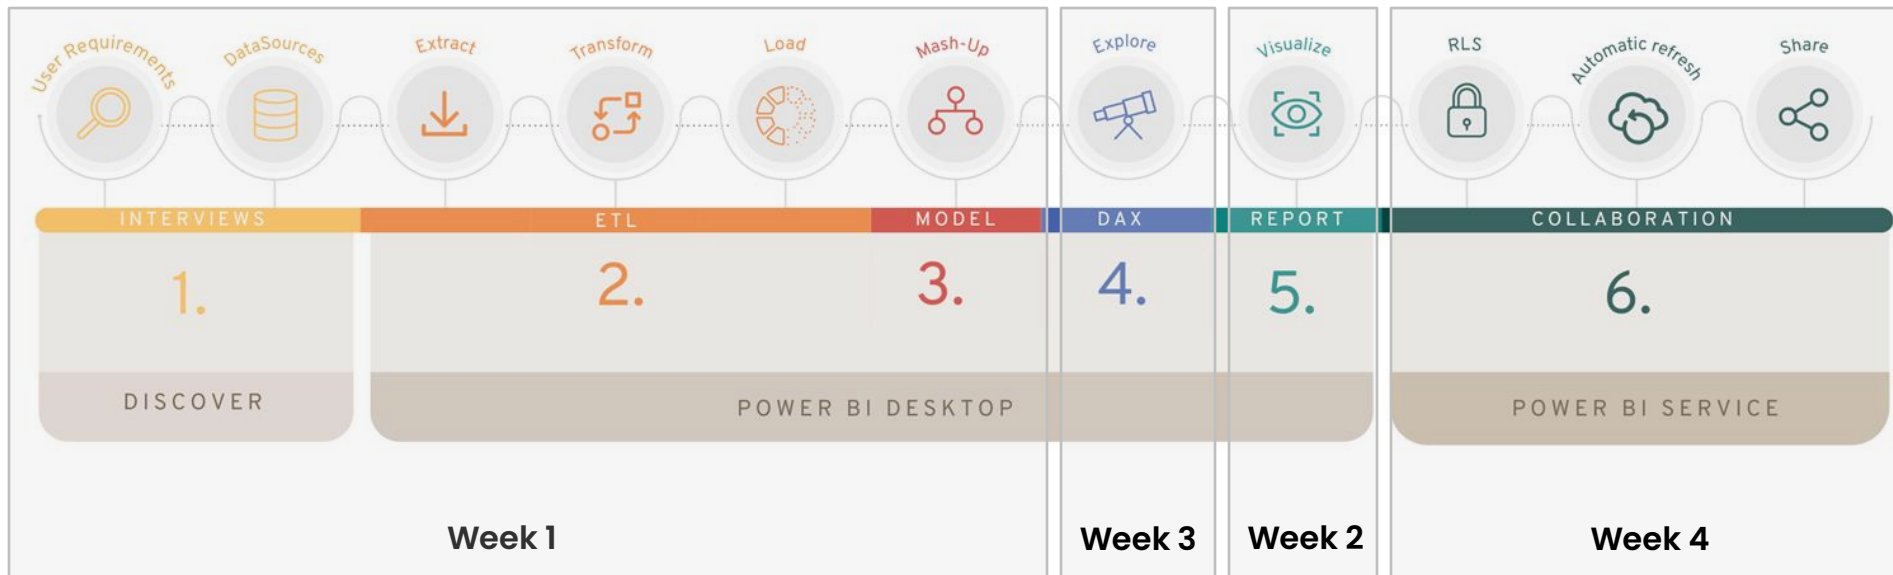 User Requirements
DataSources
Extract
Transform
Load
Mash-Up
Explore
Visualize
RLS
Automatic refresh
Share
INTERVIEWS
ETL
MODEL
DAX
REPORT
COLLABORATION
1.
2.
3.
4.
5.
6.
DISCOVER
POWER BI DESKTOP
POWER BI SERVICE
Week 1
Week 3
Week 2
Week 4